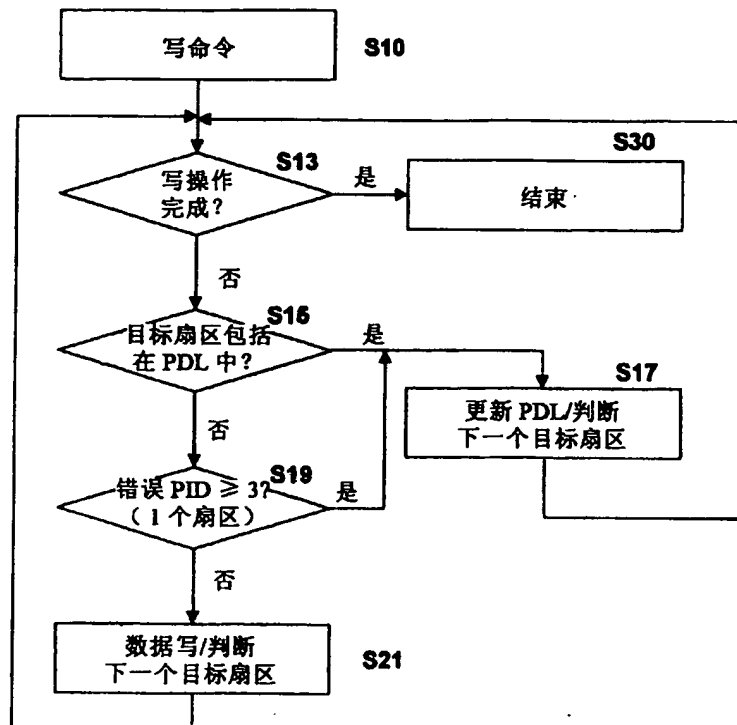 写命令
S10
S30
S13
写操作
完成？
是
结束
否
S15
目标扇区包括
在 PDL 中？
是
S17
更新 PDL/判断
下一个目标扇区
否
S19
错误 PID ≥ 3?
（ 1 个扇区）
是
否
数据写/判断
下一个目标扇区
S21